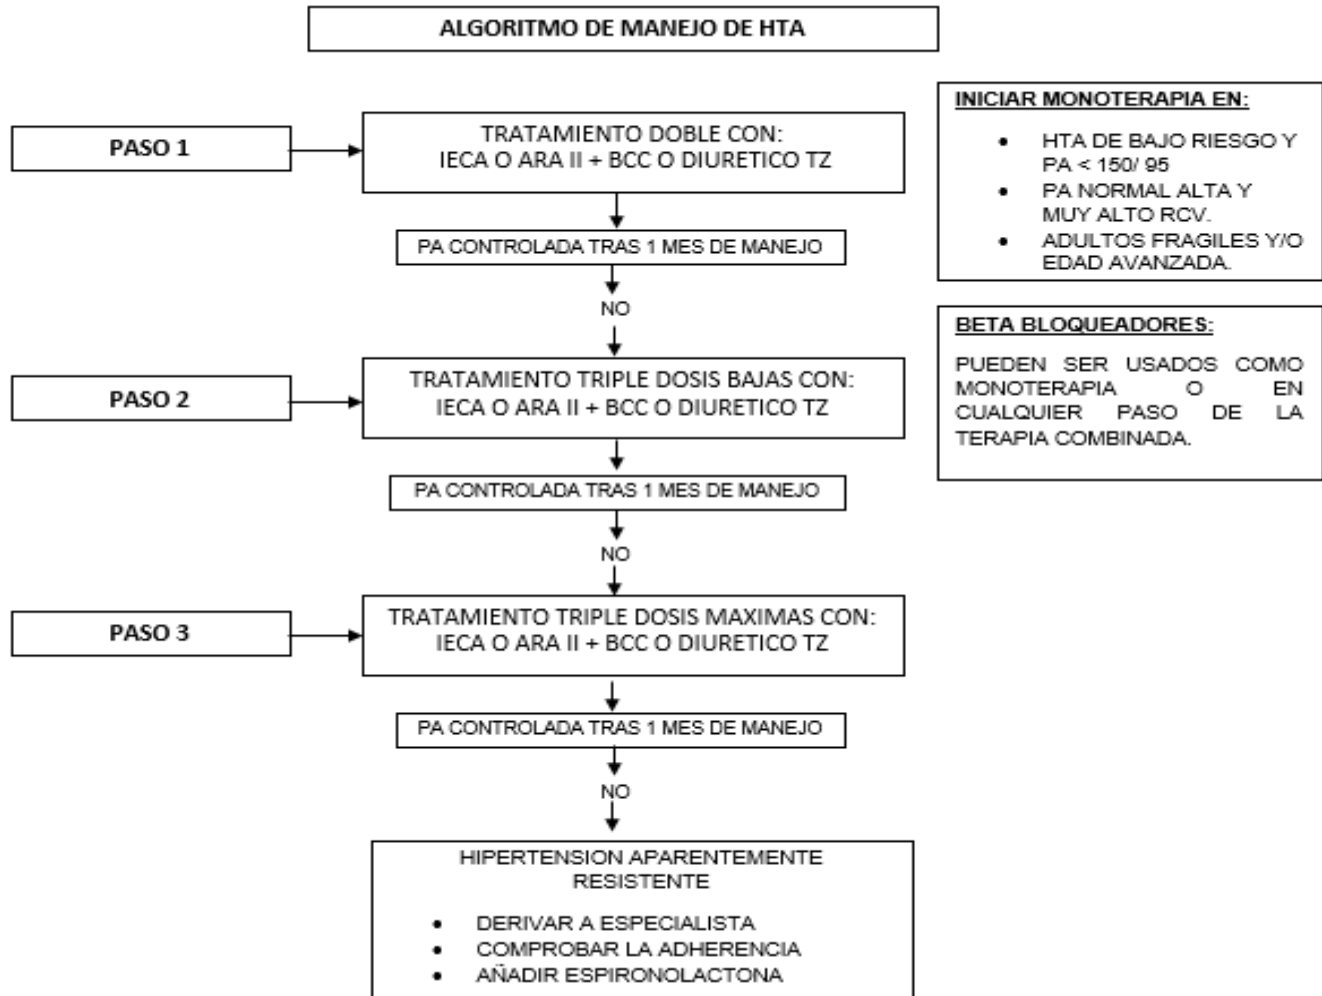 ALGORITMO DE MANEJO DE HTA
PASO 1
TRATAMIENTO DOBLE CON:
IECA O ARA II + BCC O DIURETICO TZ
PA CONTROLADA TRAS 1 MES DE MANEJO
NO
PASO 2
TRATAMIENTO TRIPLE DOSIS BAJAS CON:
IECA O ARA II + BCC O DIURETICO TZ
PA CONTROLADA TRAS 1 MES DE MANEJO
NO
PASO 3
TRATAMIENTO TRIPLE DOSIS MAXIMAS CON:
IECA O ARA II + BCC O DIURETICO TZ
PA CONTROLADA TRAS 1 MES DE MANEJO
NO
HIPERTENSION APARENTEMENTE
RESISTENTE
• DERIVAR A ESPECIALISTA
• COMPROBAR LA ADHERENCIA
• AÑADIR ESPIRONOLACTONA
INICIAR MONOTERAPIA EN:
• HTA DE BAJO RIESGO Y
PA < 150/ 95
• PA NORMAL ALTA Y
MUY ALTO RCV.
• ADULTOS FRAGILES Y/O
EDAD AVANZADA.
BETA BLOQUEADORES:
PUEDEN SER USADOS COMO
MONOTERAPIA O EN
CUALQUIER PASO DE LA
TERAPIA COMBINADA.